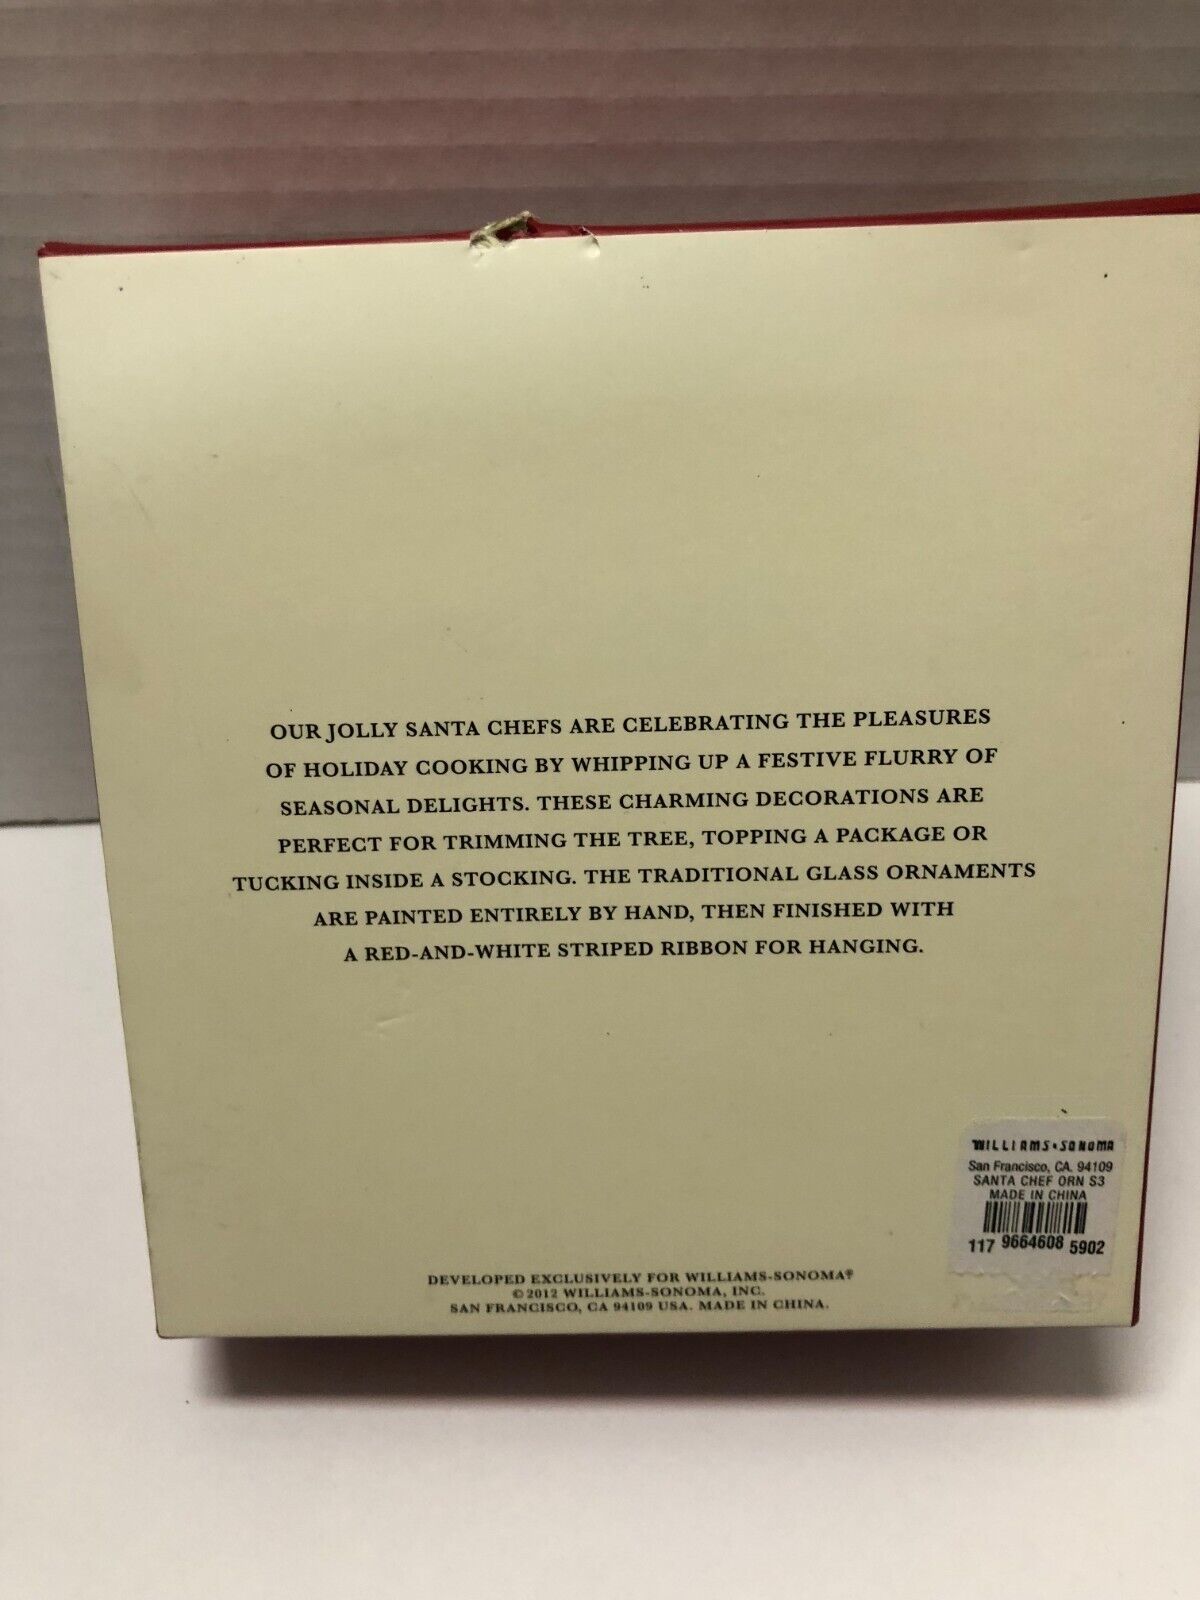 OUR JOLLY SANTA CHEFS ARE CELEBRATING THE PLEASURES
OF HOLIDAY COOKING BY WHIPPING UP A FESTIVE FLURRY OF
SEASONAL DELIGHTS. THESE CHARMING DECORATIONS ARE
PERFECT FOR TRIMMING THE TREE, TOPPING A PACKAGE OR
TUCKING INSIDE A STOCKING. THE TRADITIONAL GLASS ORNAMENTS
ARE PAINTED ENTIRELY BY HAND, THEN FINISHED WITH
A RED-AND-WHITE STRIPED RIBBON FOR HANGING.
WILLIAMS-SONOMA
San Francisco, CA. 94109
SANTA CHEF ORN S3
MADE IN CHINA
117 9664608 5902
DEVELOPED EXCLUSIVELY FOR WILLIAMS-SONOMA®
© 2012 WILLIAMS-SONOMA, INC.
SAN FRANCISCO, CA 94109 USA. MADE IN CHINA.